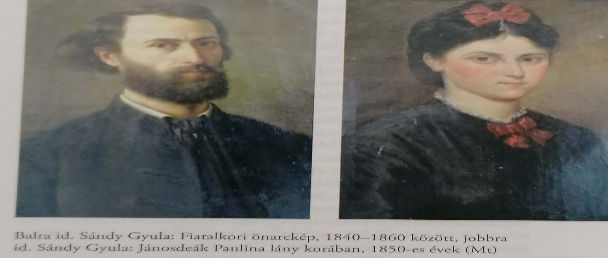 Balra id. Sándy Gyula: Fiatalkori önarckép, 1840–1860 között, jobbra
id. Sándy Gyula: Jánosdeák Paulina lány korában, 1850-es évek (Mt)